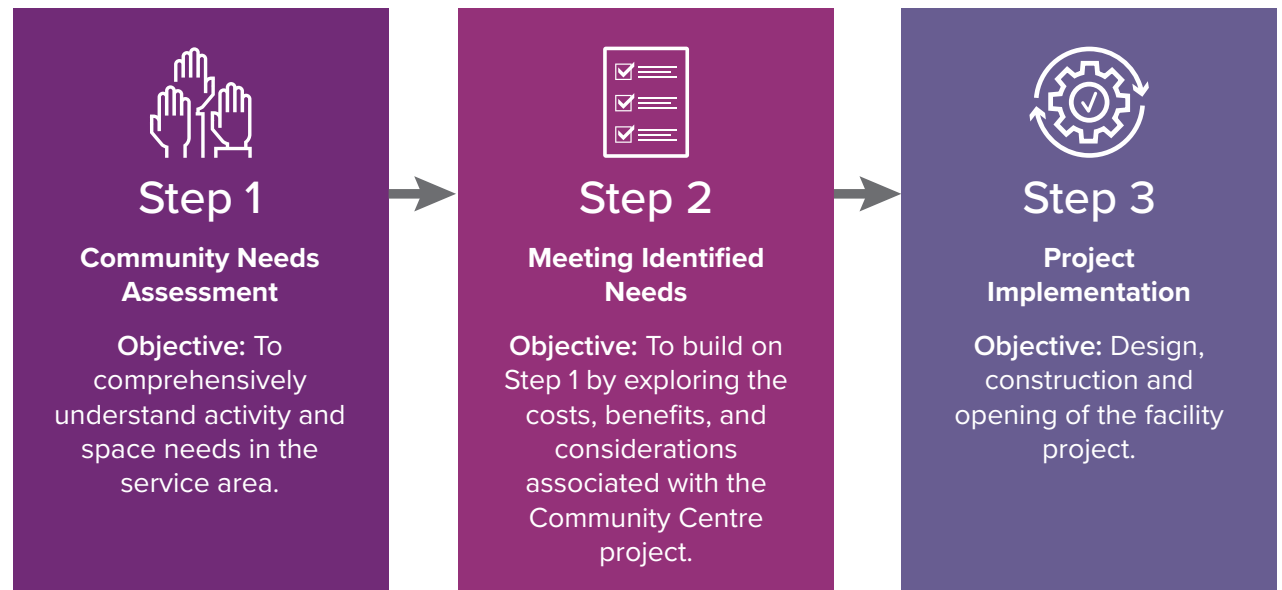 Step 1
Community Needs
Assessment
Objective: To
comprehensively
understand activity and
space needs in the
service area.
Step 2
Meeting Identified
Needs
Objective: To build on
Step 1 by exploring the
costs, benefits, and
considerations
associated with the
Community Centre
project.
Step 3
Project
Implementation
Objective: Design,
construction and
opening of the facility
project.